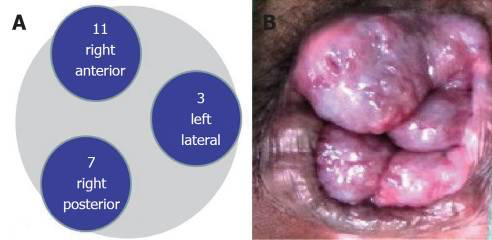 A
11
right
anterior
3
left
lateral
7
right
posterior
B